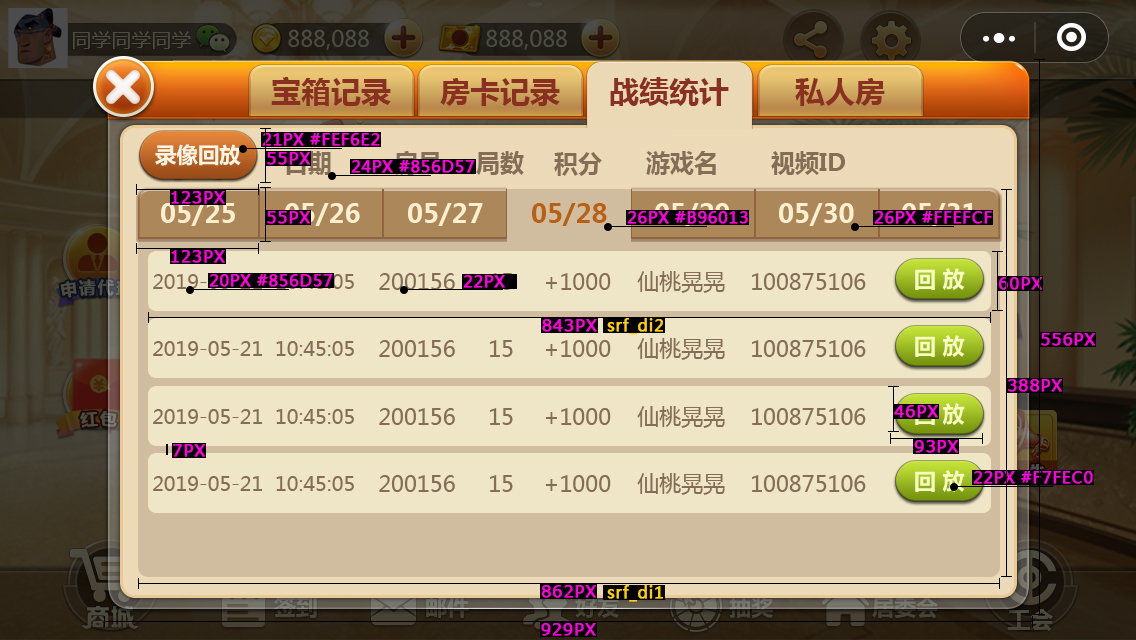 同学同学同学 888,088 888,088
宝箱记录 房卡记录 战绩统计 私人房
录像回放 21PX #FEF6E2
55PX 日期 24PX #856D57 局数 积分 游戏名 视频ID
123PX
05/25 55PX 05/26 05/27 05/28 26PX #B96013 05/29 05/30 26PX #FFEFCF 05/31
123PX
申请代
2019- 20PX #856D57 05 200156 22PX +1000 仙桃晃晃 100875106 回放 60PX
843PX srf_di2
556PX
2019-05-21 10:45:05 200156 15 +1000 仙桃晃晃 100875106 回放
388PX
2019-05-21 10:45:05 200156 15 +1000 仙桃晃晃 100875106 46PX 回放
红包
93PX
7PX
2019-05-21 10:45:05 200156 15 +1000 仙桃晃晃 100875106 回放 22PX #F7FEC0
862PX srf_di1
商城 签到 邮件 好友 抽奖 居委会 工会
929PX